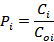 P_i = C_i / C_oi